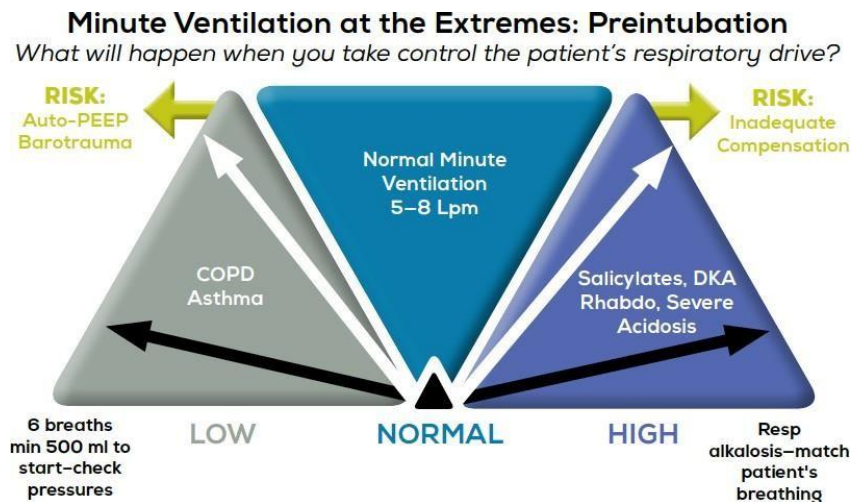 Minute Ventilation at the Extremes: Preintubation
What will happen when you take control the patient's respiratory drive?
RISK:
Auto-PEEP
Barotrauma
Normal Minute
Ventilation
5–8 Lpm
RISK:
Inadequate
Compensation
COPD
Asthma
Salicylates, DKA
Rhabdo, Severe
Acidosis
6 breaths
min 500 ml to
start–check
pressures
LOW
NORMAL
HIGH
Resp
alkalosis–match
patient's
breathing